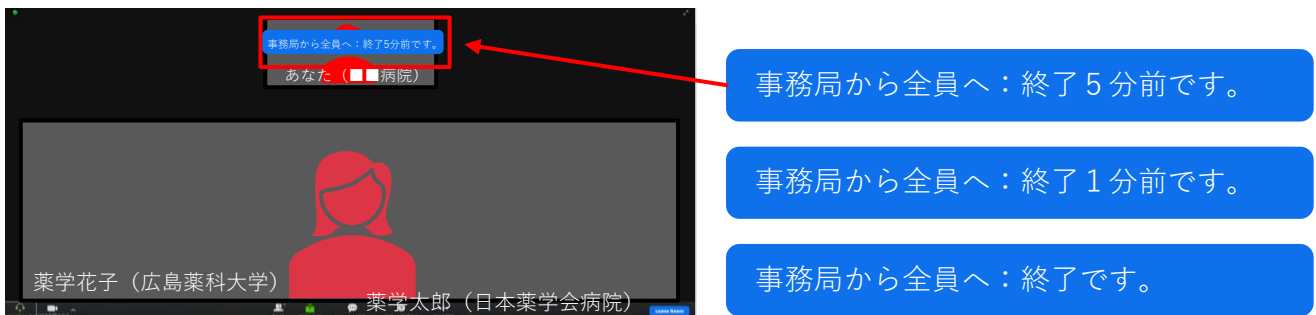 事務局から全員へ：終了5分前です。
あなた（■■病院）
薬学花子（広島薬科大学）
薬学太郎（日本薬学会病院）
Leave Room
事務局から全員へ：終了５分前です。
事務局から全員へ：終了１分前です。
事務局から全員へ：終了です。